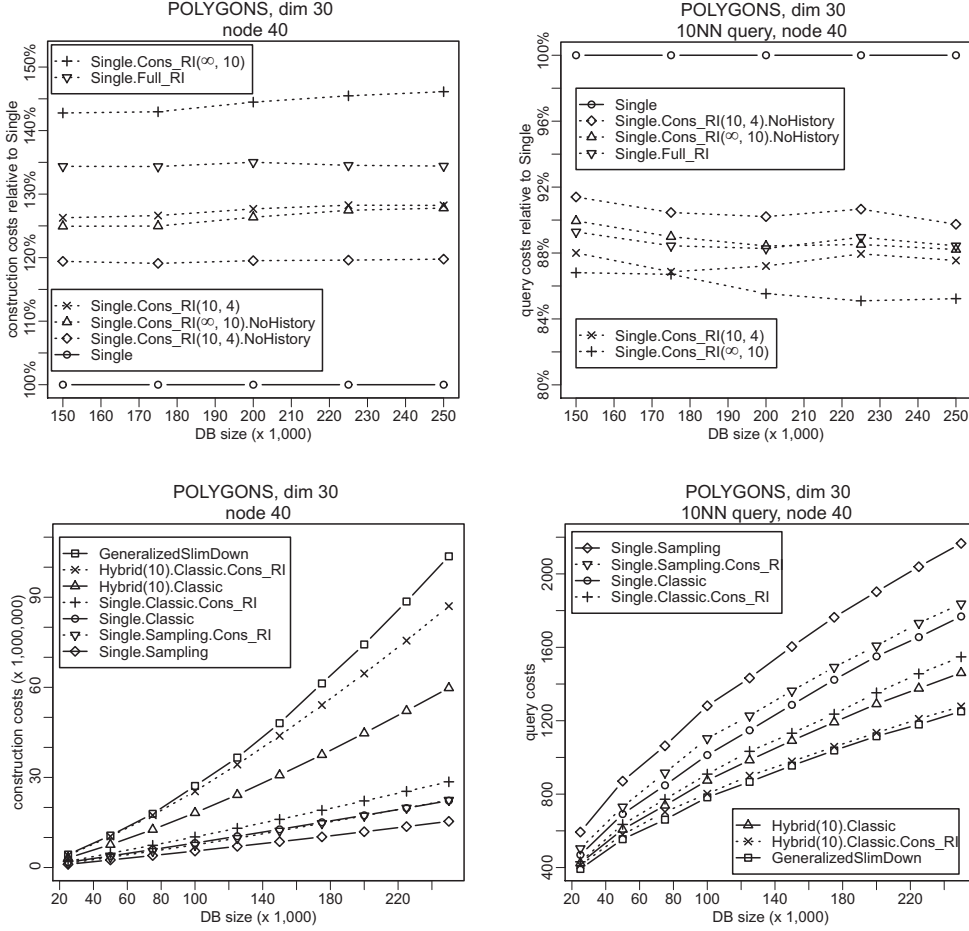 POLYGONS, dim 30
node 40
construction costs relative to Single
100% 110% 120% 130% 140% 150%
Single.Cons_RI(∞, 10)
Single.Full_RI
Single.Cons_RI(10, 4)
Single.Cons_RI(∞, 10).NoHistory
Single.Cons_RI(10, 4).NoHistory
Single
150 160 170 180 190 200 210 220 230 240 250
DB size (x 1,000)
POLYGONS, dim 30
10NN query, node 40
query costs relative to Single
80% 84% 88% 92% 96% 100%
Single
Single.Cons_RI(10, 4).NoHistory
Single.Cons_RI(∞, 10).NoHistory
Single.Full_RI
Single.Cons_RI(10, 4)
Single.Cons_RI(∞, 10)
150 160 170 180 190 200 210 220 230 240 250
DB size (x 1,000)
POLYGONS, dim 30
node 40
construction costs (x 1,000,000)
0 30 60 90
GeneralizedSlimDown
Hybrid(10).Classic.Cons_RI
Hybrid(10).Classic
Single.Classic.Cons_RI
Single.Classic
Single.Sampling.Cons_RI
Single.Sampling
20 40 60 80 100 140 180 220
DB size (x 1,000)
POLYGONS, dim 30
10NN query, node 40
query costs
400 800 1200 1600 2000
Single.Sampling
Single.Sampling.Cons_RI
Single.Classic
Single.Classic.Cons_RI
Hybrid(10).Classic
Hybrid(10).Classic.Cons_RI
GeneralizedSlimDown
20 40 60 80 100 140 180 220
DB size (x 1,000)